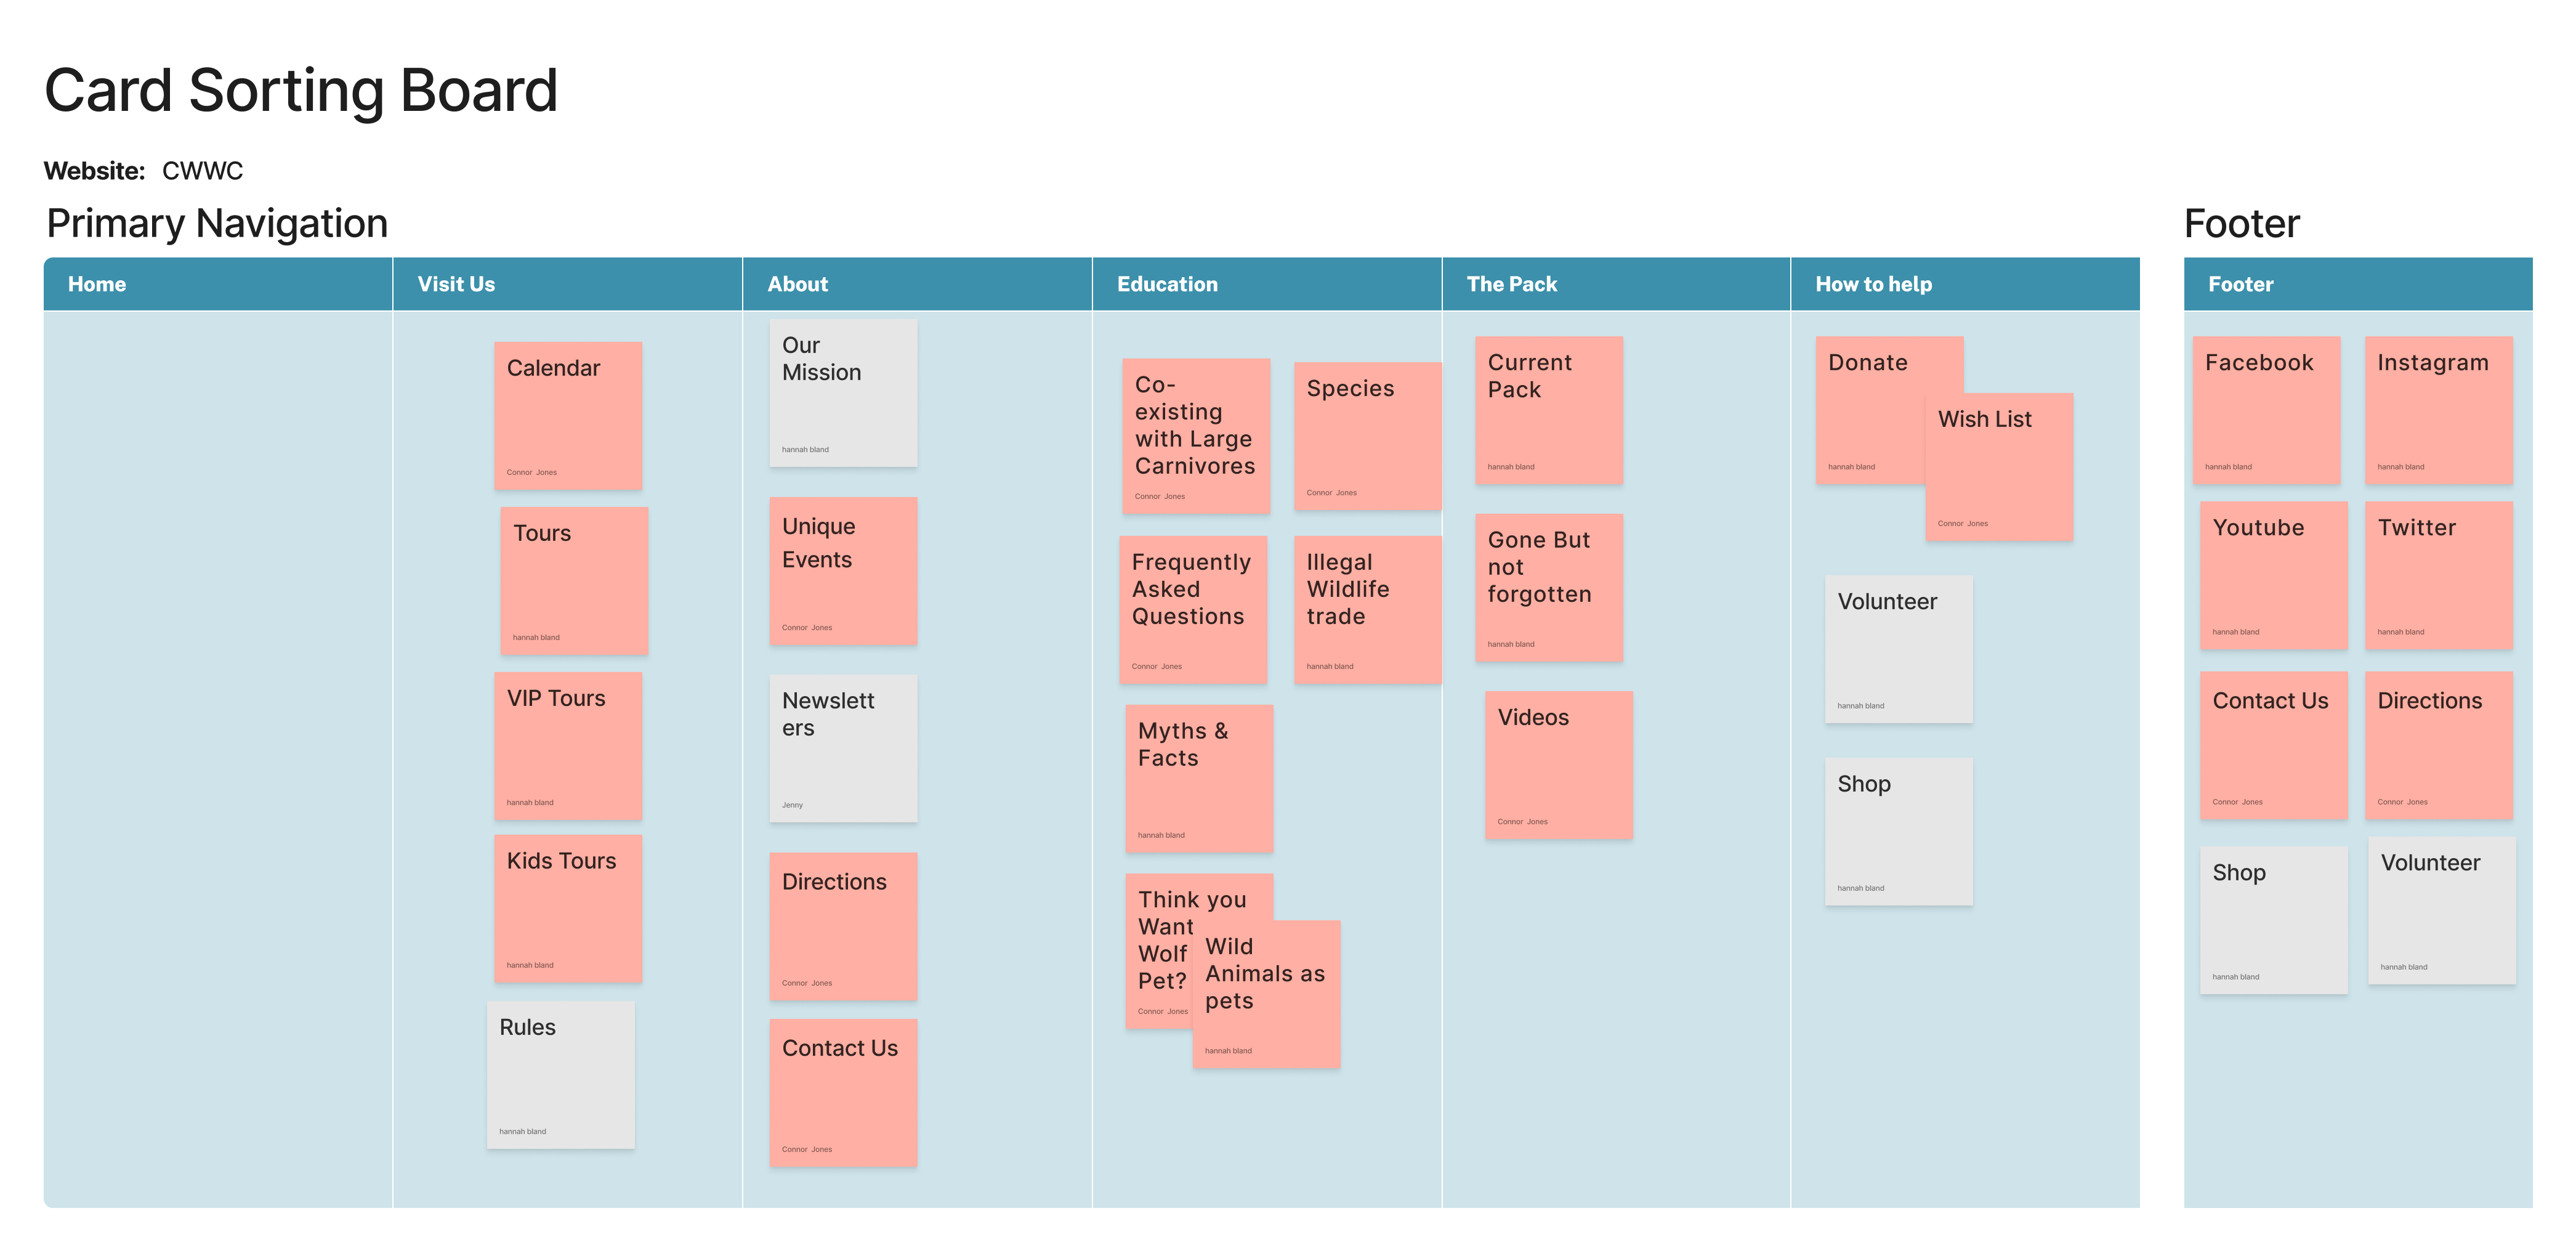 Card Sorting Board
Website: CWWC
Primary Navigation
Home
Visit Us
Calendar
Connor Jones
Tours
hannah bland
VIP Tours
hannah bland
Kids Tours
hannah bland
Rules
hannah bland
About
Our
Mission
hannah bland
Unique
Events
Connor Jones
Newslett
ers
Jenny
Directions
Connor Jones
Contact Us
Connor Jones
Education
Co-
existing
with Large
Carnivores
Connor Jones
Species
Connor Jones
Frequently
Asked
Questions
Connor Jones
Illegal
Wildlife
trade
hannah bland
Myths &
Facts
hannah bland
Think you
Want
Wolf
Pet?
Connor Jones
Wild
Animals as
pets
hannah bland
The Pack
Current
Pack
hannah bland
Gone But
not
forgotten
hannah bland
Videos
Connor Jones
How to help
Donate
hannah bland
Wish List
Connor Jones
Volunteer
hannah bland
Shop
hannah bland
Footer
Footer
Facebook
hannah bland
Instagram
hannah bland
Youtube
hannah bland
Twitter
hannah bland
Contact Us
Connor Jones
Directions
Connor Jones
Shop
hannah bland
Volunteer
hannah bland